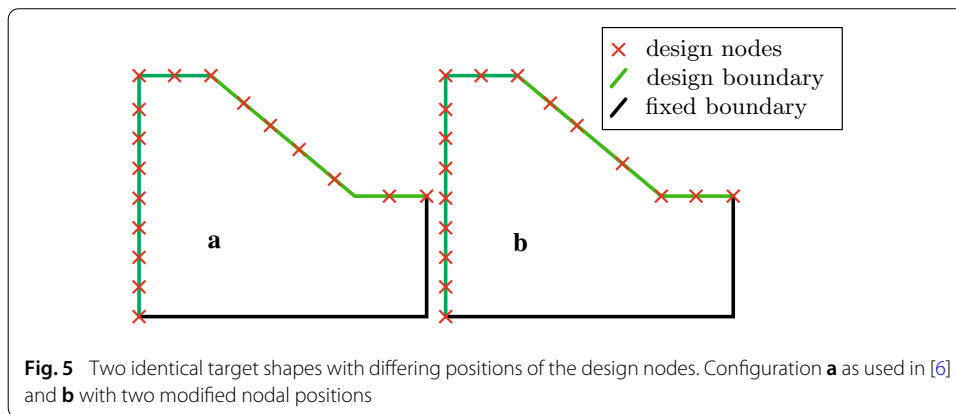 design nodes
design boundary
fixed boundary
a
b
Fig. 5 Two identical target shapes with differing positions of the design nodes. Configuration a as used in [6]
and b with two modified nodal positions